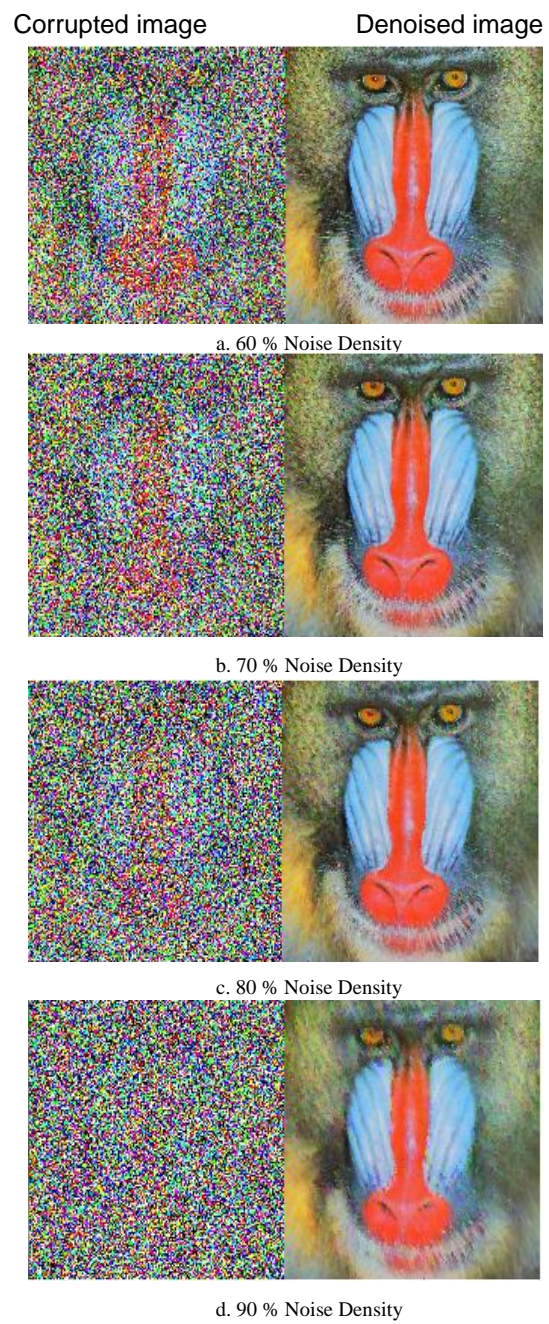 Corrupted image Denoised image
a. 60 % Noise Density
b. 70 % Noise Density
c. 80 % Noise Density
d. 90 % Noise Density